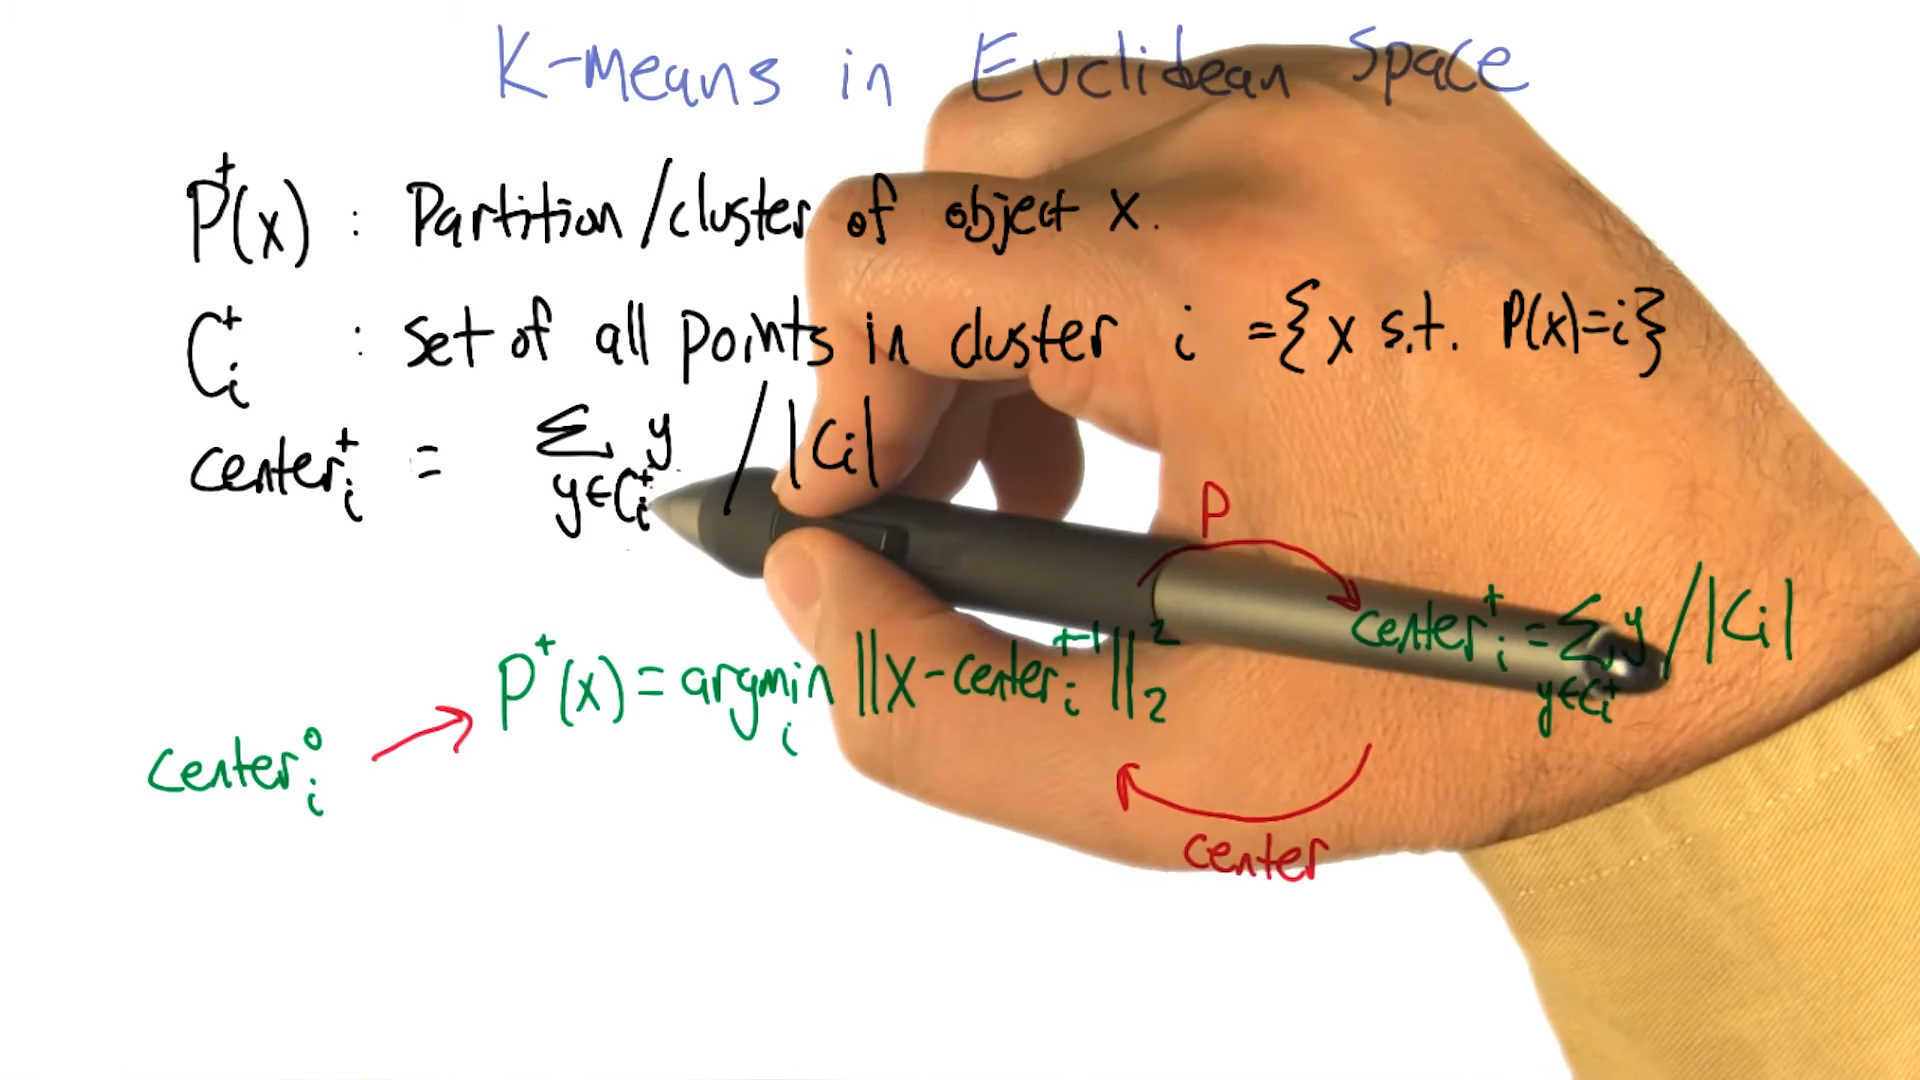 K-means in Euclidean Space
P^t(x) : Partition/cluster of object x.
C_i^t : set of all points in cluster i = {x s.t. P(x)=i}
center_i^t = Σ_{y∈C_i^t} y / |C_i|
P
center_i^t = Σ_{y∈C_i^t} y / |C_i|
P^t(x) = argmin_i ||x - center_i^{t-1}||_2^2
center_i^0
center